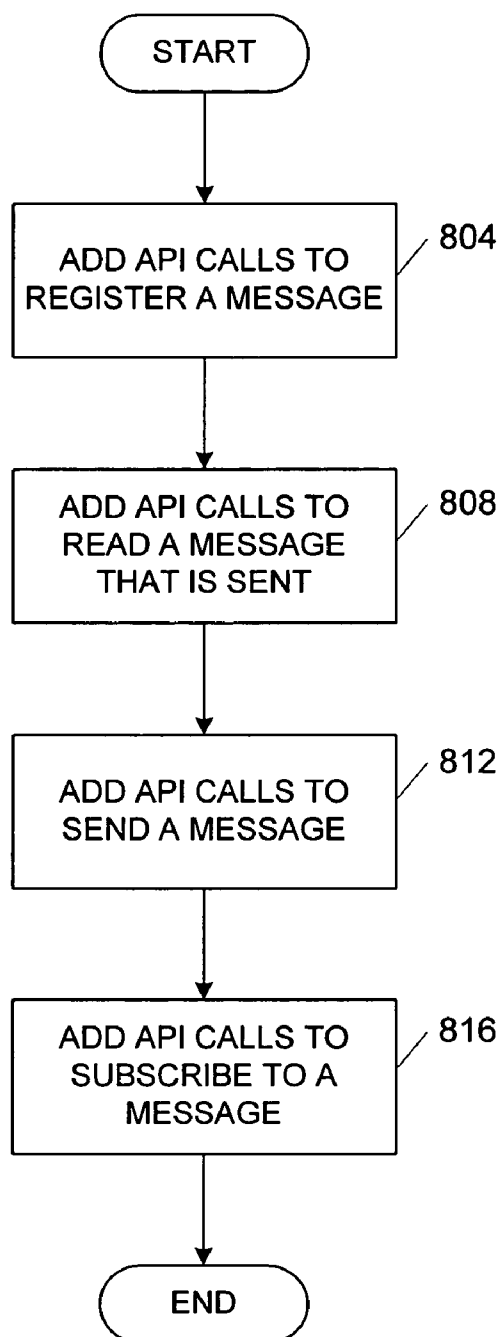 START
ADD API CALLS TO
REGISTER A MESSAGE
804
ADD API CALLS TO
READ A MESSAGE
THAT IS SENT
808
ADD API CALLS TO
SEND A MESSAGE
812
ADD API CALLS TO
SUBSCRIBE TO A
MESSAGE
816
END